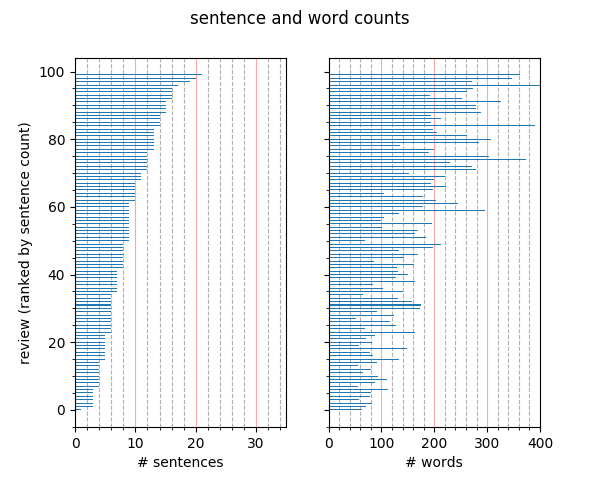 sentence and word counts
review (ranked by sentence count)
100
80
60
40
20
0
0 10 20 30
# sentences
0 100 200 300 400
# words